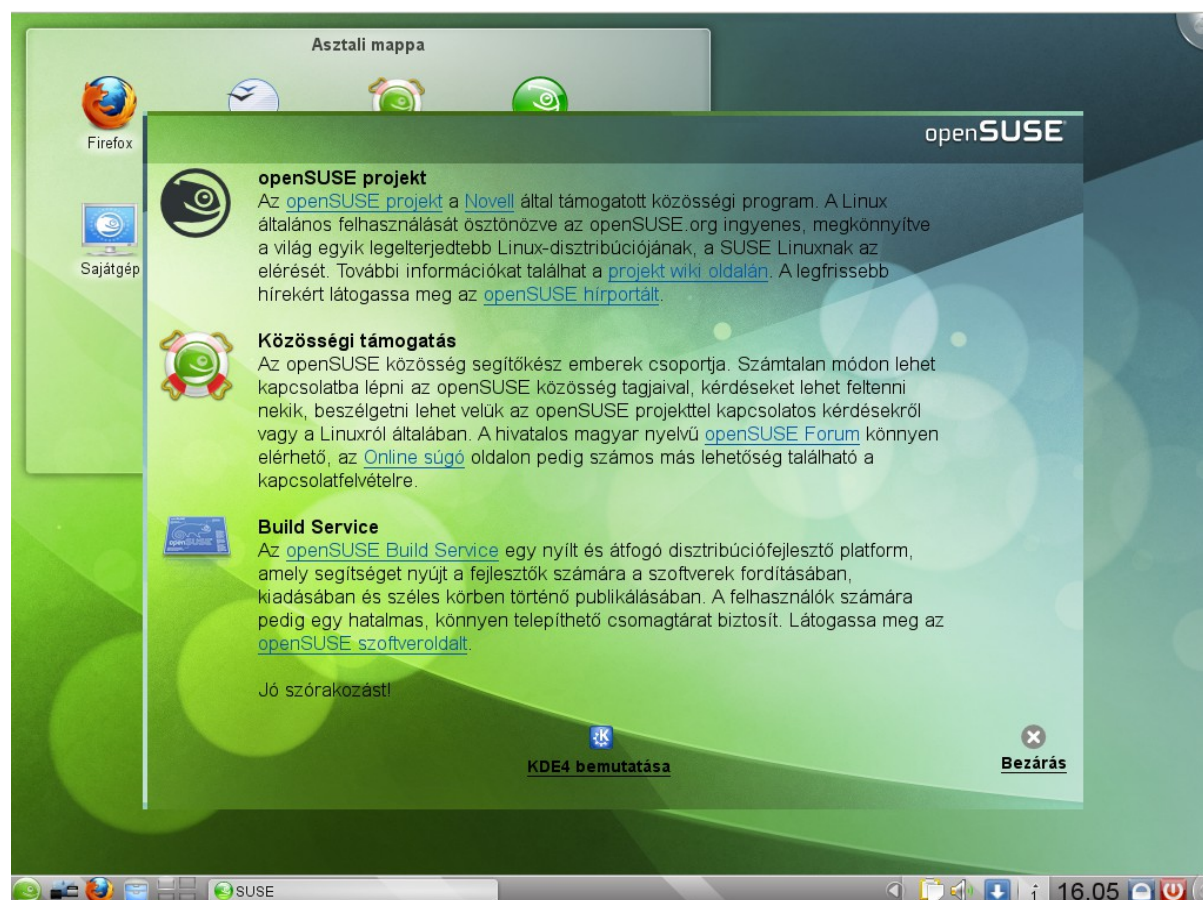 Asztali mappa
Firefox
Sajátgép
openSUSE
openSUSE projekt
Az openSUSE projekt a Novell által támogatott közösségi program. A Linux
általános felhasználását ösztönözve az openSUSE.org ingyenes, megkönnyítve
a világ egyik legelterjedtebb Linux-disztribúciójának, a SUSE Linuxnak az
elérését. További információkat találhat a projekt wiki oldalán. A legfrissebb
hírekért látogassa meg az openSUSE hírportált.
Közösségi támogatás
Az openSUSE közösség segítőkész emberek csoportja. Számtalan módon lehet
kapcsolatba lépni az openSUSE közösség tagjaival, kérdéseket lehet feltenni
nekik, beszélgetni lehet velük az openSUSE projekttel kapcsolatos kérdésekről
vagy a Linuxról általában. A hivatalos magyar nyelvű openSUSE Forum könnyen
elérhető, az Online súgó oldalon pedig számos más lehetőség található a
kapcsolatfelvételre.
Build Service
Az openSUSE Build Service egy nyílt és átfogó disztribúciófejlesztő platform,
amely segítséget nyújt a fejlesztők számára a szoftverek fordításában,
kiadásában és széles körben történő publikálásában. A felhasználók számára
pedig egy hatalmas, könnyen telepíthető csomagtárat biztosít. Látogassa meg az
openSUSE szoftveroldalt.
Jó szórakozást!
KDE4 bemutatása
Bezárás
SUSE
16.05